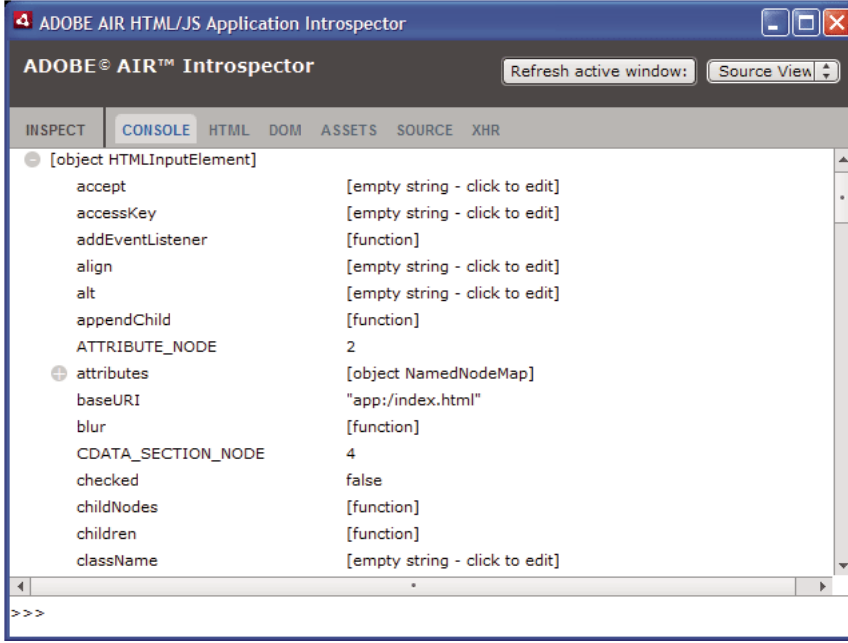 ADOBE AIR HTML/JS Application Introspector
ADOBE© AIR™ Introspector
Refresh active window: Source View
INSPECT CONSOLE HTML DOM ASSETS SOURCE XHR
[object HTMLInputElement]
accept [empty string - click to edit]
accessKey [empty string - click to edit]
addEventListener [function]
align [empty string - click to edit]
alt [empty string - click to edit]
appendChild [function]
ATTRIBUTE_NODE 2
attributes [object NamedNodeMap]
baseURI "app:/index.html"
blur [function]
CDATA_SECTION_NODE 4
checked false
childNodes [function]
children [function]
className [empty string - click to edit]
>>>